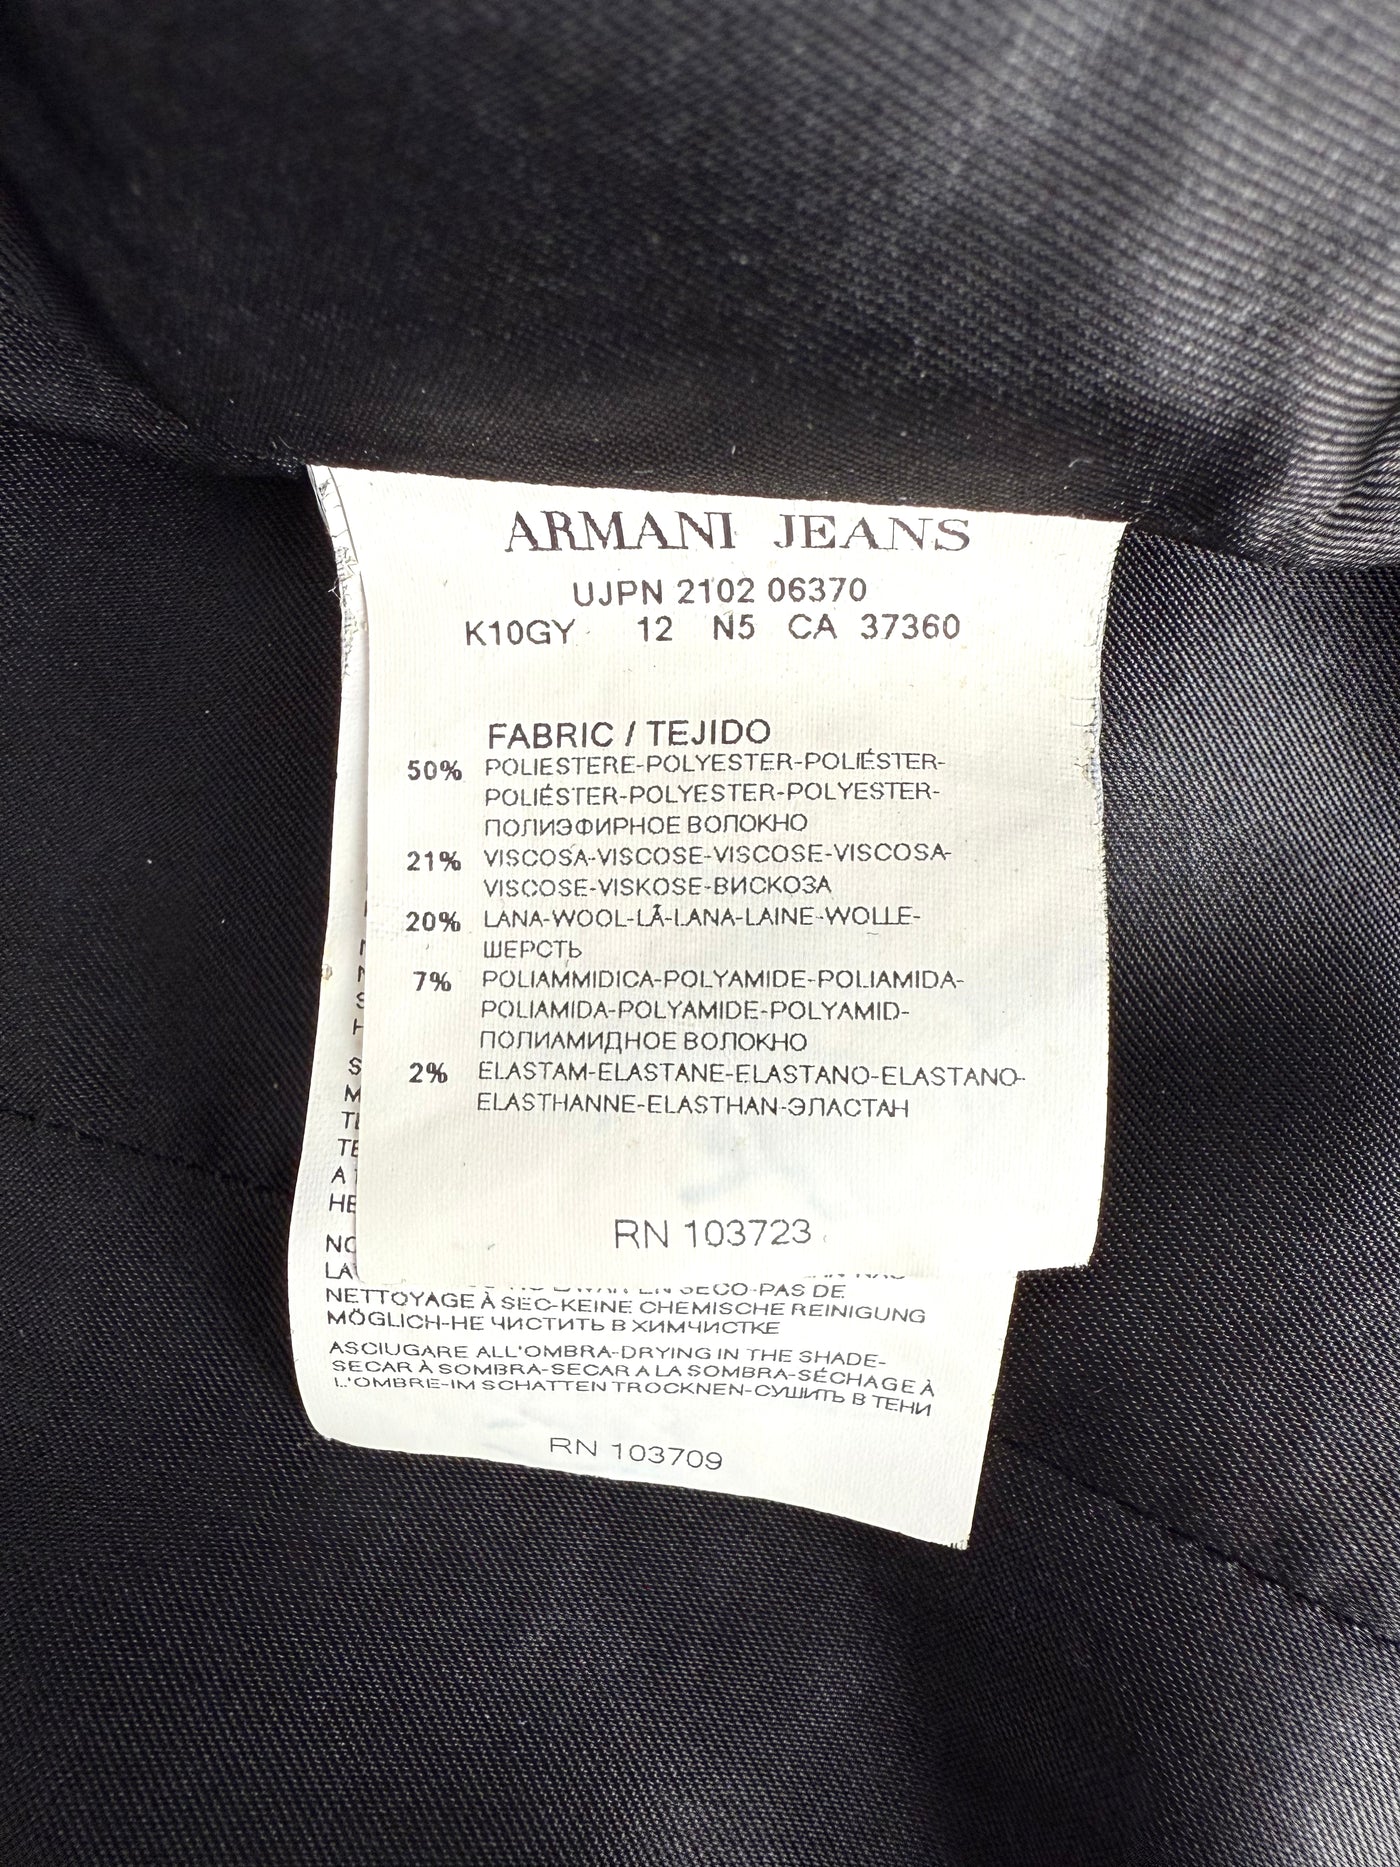 ARMANI JEANS
UJPN 2102 06370
K10GY 12 N5 CA 37360
FABRIC / TEJIDO
50% POLIESTERE-POLYESTER-POLIÉSTER-
POLIÉSTER-POLYESTER-POLYESTER-
ПОЛИЭФИРНОЕ ВОЛОКНО
21% VISCOSA-VISCOSE-VISCOSE-VISCOSA-
VISCOSE-VISKOSE-ВИСКОЗА
20% LANA-WOOL-LÃ-LANA-LAINE-WOLLE-
ШЕРСТЬ
7% POLIAMMIDICA-POLYAMIDE-POLIAMIDA-
POLIAMIDA-POLYAMIDE-POLYAMID-
ПОЛИАМИДНОЕ ВОЛОКНО
2% ELASTAM-ELASTANE-ELASTANO-ELASTANO-
ELASTHANNE-ELASTHAN-ЭЛАСТАН
RN 103723
SECO-PAS DE
NETTOYAGE À SEC-KEINE CHEMISCHE REINIGUNG
MÖGLICH-НЕ ЧИСТИТЬ В ХИМЧИСТКЕ
ASCIUGARE ALL'OMBRA-DRYING IN THE SHADE-
SECAR À SOMBRA-SECAR A LA SOMBRA-SÉCHAGE À
L'OMBRE-IM SCHATTEN TROCKNEN-СУШИТЬ В ТЕНИ
RN 103709